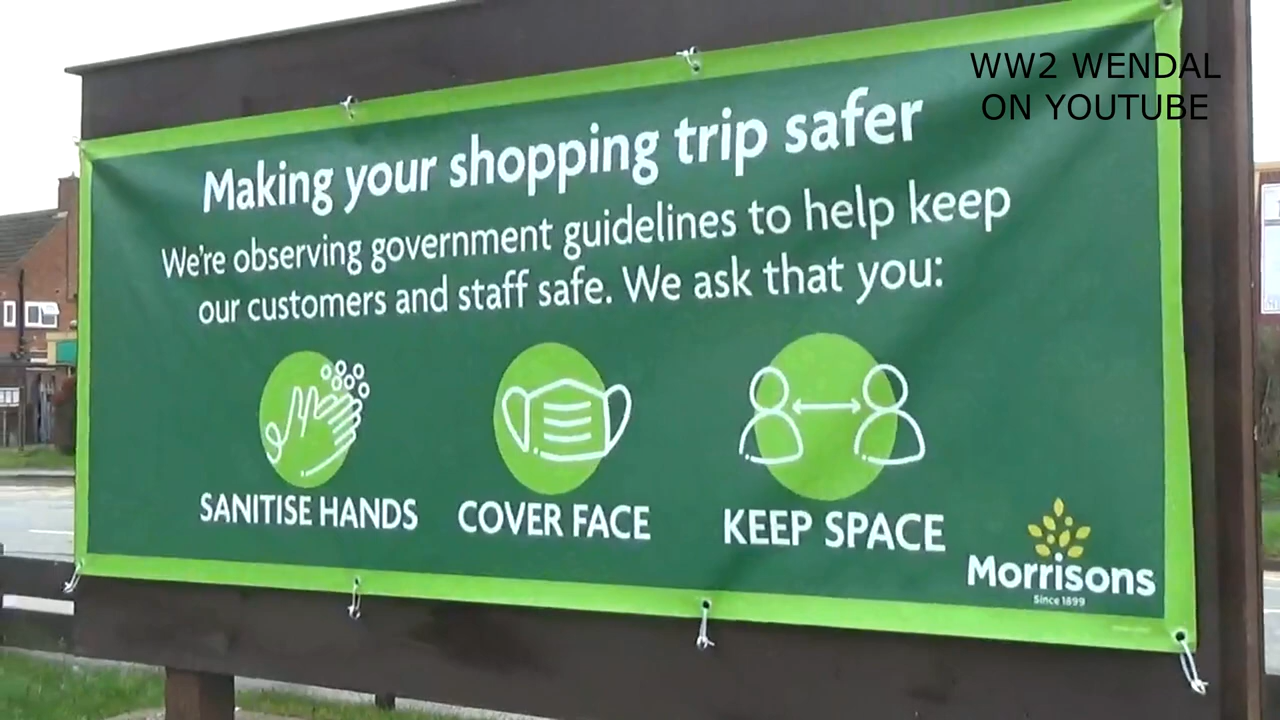 WW2 WENDAL
ON YOUTUBE
Making your shopping trip safer
We're observing government guidelines to help keep
our customers and staff safe. We ask that you:
SANITISE HANDS
COVER FACE
KEEP SPACE
Morrisons
Since 1899